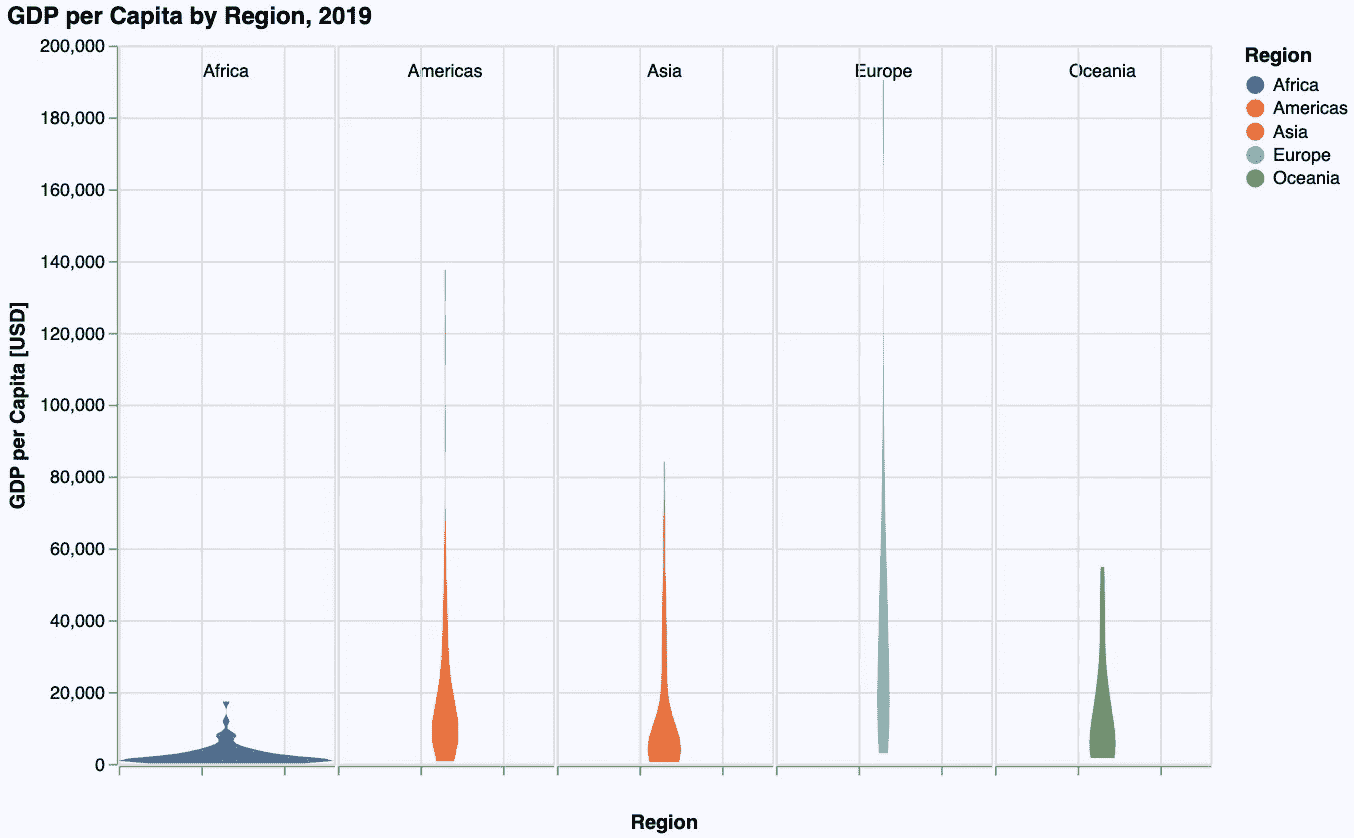 GDP per Capita by Region, 2019
Africa
Americas
Asia
Europe
Oceania
200,000
180,000
160,000
140,000
120,000
100,000
80,000
60,000
40,000
20,000
0
GDP per Capita [USD]
Region
Region
Africa
Americas
Asia
Europe
Oceania